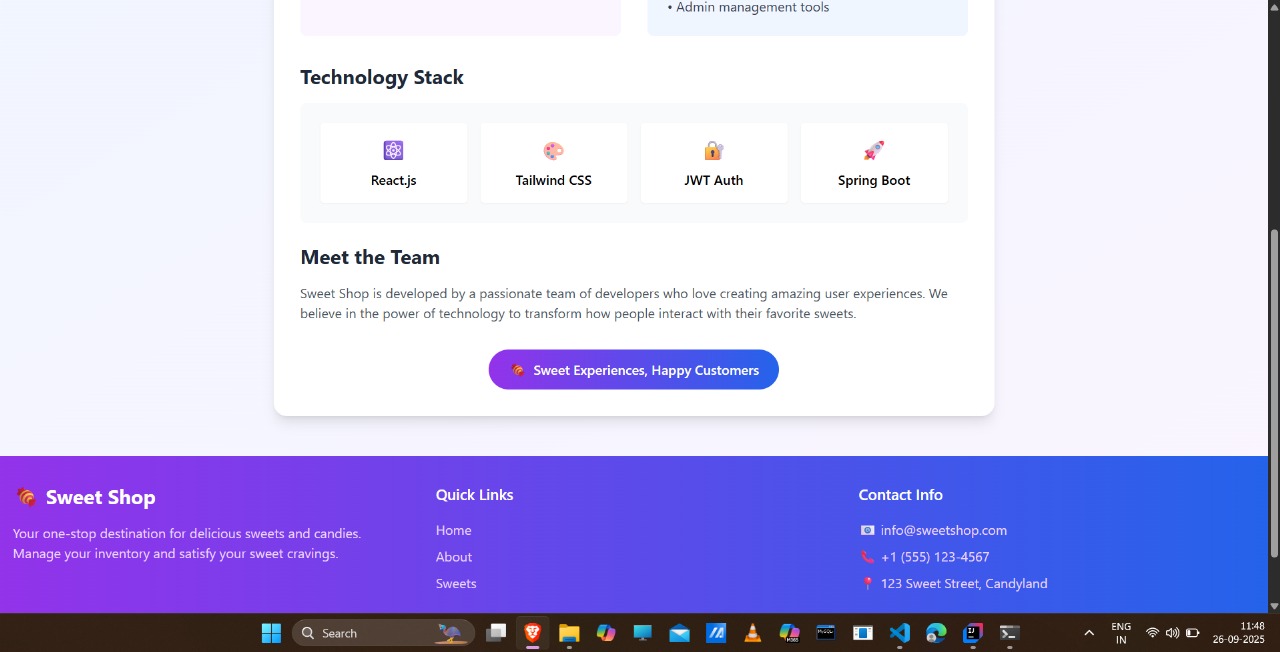 • Admin management tools
Technology Stack
React.js
Tailwind CSS
JWT Auth
Spring Boot
Meet the Team
Sweet Shop is developed by a passionate team of developers who love creating amazing user experiences. We
believe in the power of technology to transform how people interact with their favorite sweets.
Sweet Experiences, Happy Customers
Sweet Shop
Your one-stop destination for delicious sweets and candies.
Manage your inventory and satisfy your sweet cravings.
Quick Links
Home
About
Sweets
Contact Info
info@sweetshop.com
+1 (555) 123-4567
123 Sweet Street, Candyland
Search
ENG
IN
11:48
26-09-2025